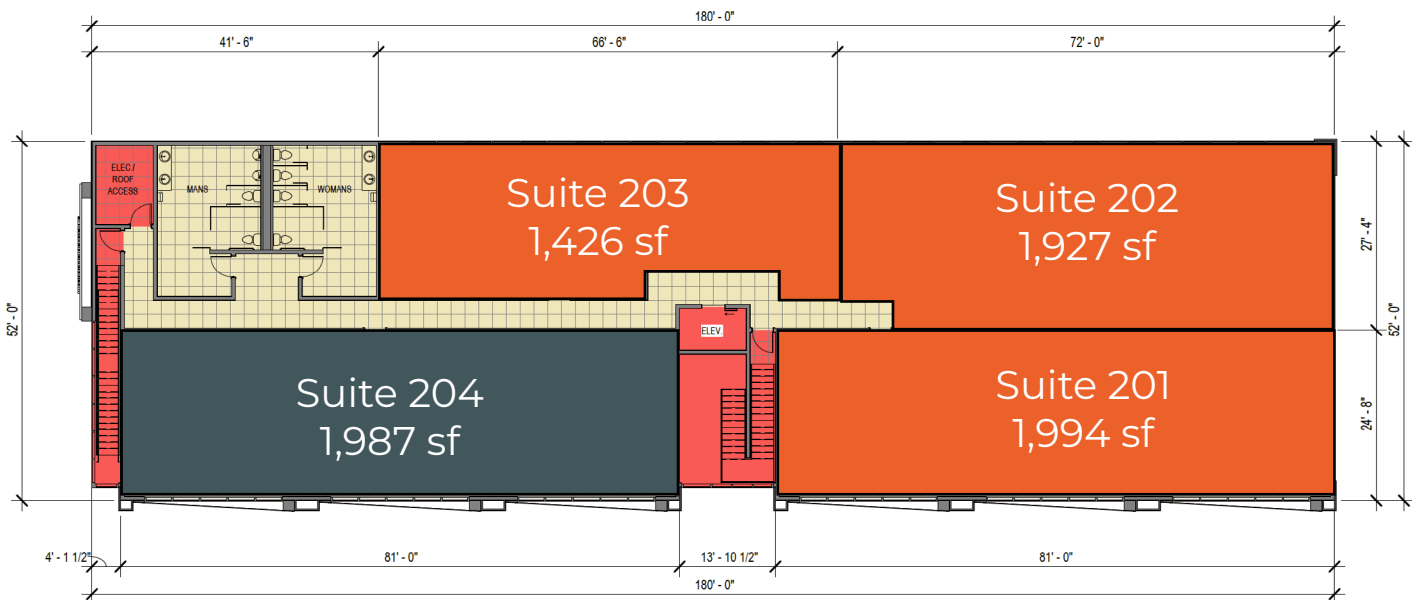 180' - 0"
41' - 6"
66' - 6"
72' - 0"
ELEC./
ROOF
ACCESS
MANS
WOMANS
Suite 203
1,426 sf
Suite 202
1,927 sf
27' - 4"
52' - 0"
52' - 0"
ELEV.
Suite 204
1,987 sf
Suite 201
1,994 sf
24' - 8"
4' - 1 1/2"
81' - 0"
13' - 10 1/2"
81' - 0"
180' - 0"